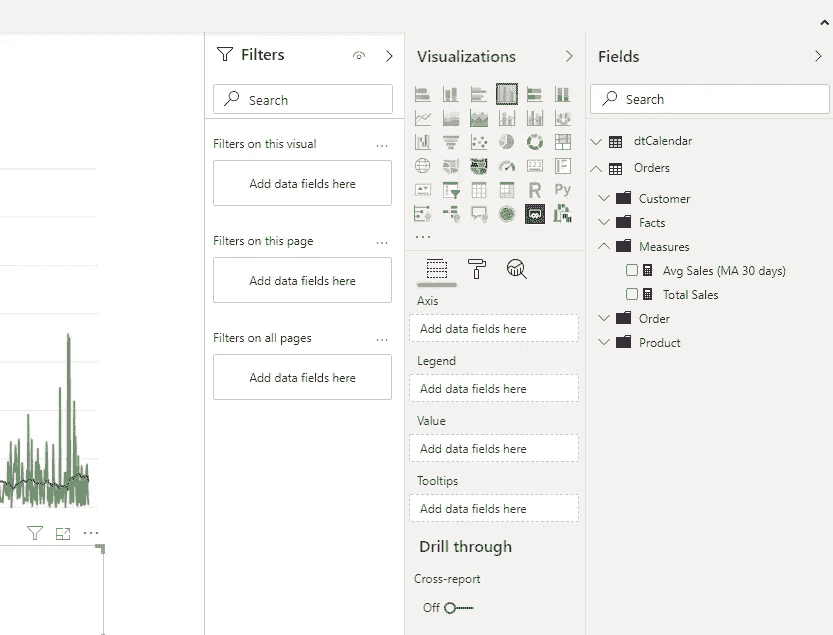 Filters
Search
Filters on this visual
...
Add data fields here
Filters on this page
...
Add data fields here
Filters on all pages
...
Add data fields here
Visualizations
123
R
Py
...
Axis
Add data fields here
Legend
Add data fields here
Value
Add data fields here
Tooltips
Add data fields here
Drill through
Cross-report
Off
Fields
Search
dtCalendar
Orders
Customer
Facts
Measures
Avg Sales (MA 30 days)
Total Sales
Order
Product
...